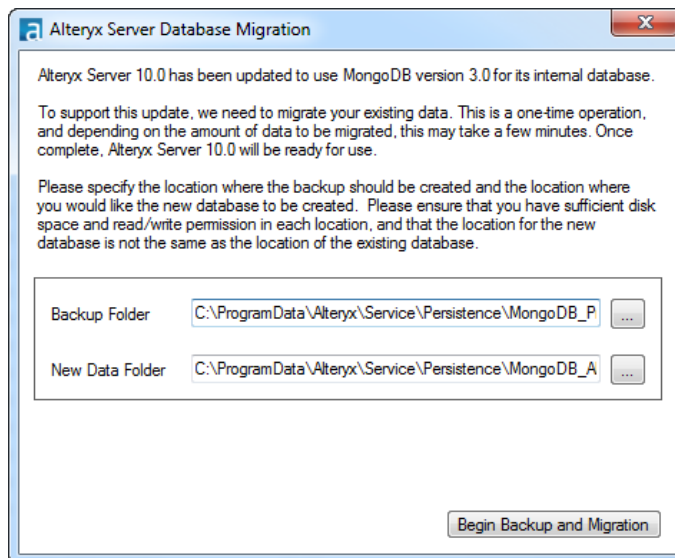 Alteryx Server Database Migration
Alteryx Server 10.0 has been updated to use MongoDB version 3.0 for its internal database.
To support this update, we need to migrate your existing data. This is a one-time operation,
and depending on the amount of data to be migrated, this may take a few minutes. Once
complete, Alteryx Server 10.0 will be ready for use.
Please specify the location where the backup should be created and the location where
you would like the new database to be created.  Please ensure that you have sufficient disk
space and read/write permission in each location, and that the location for the new
database is not the same as the location of the existing database.
Backup Folder C:\ProgramData\Alteryx\Service\Persistence\MongoDB_P ...
New Data Folder C:\ProgramData\Alteryx\Service\Persistence\MongoDB_A ...
Begin Backup and Migration